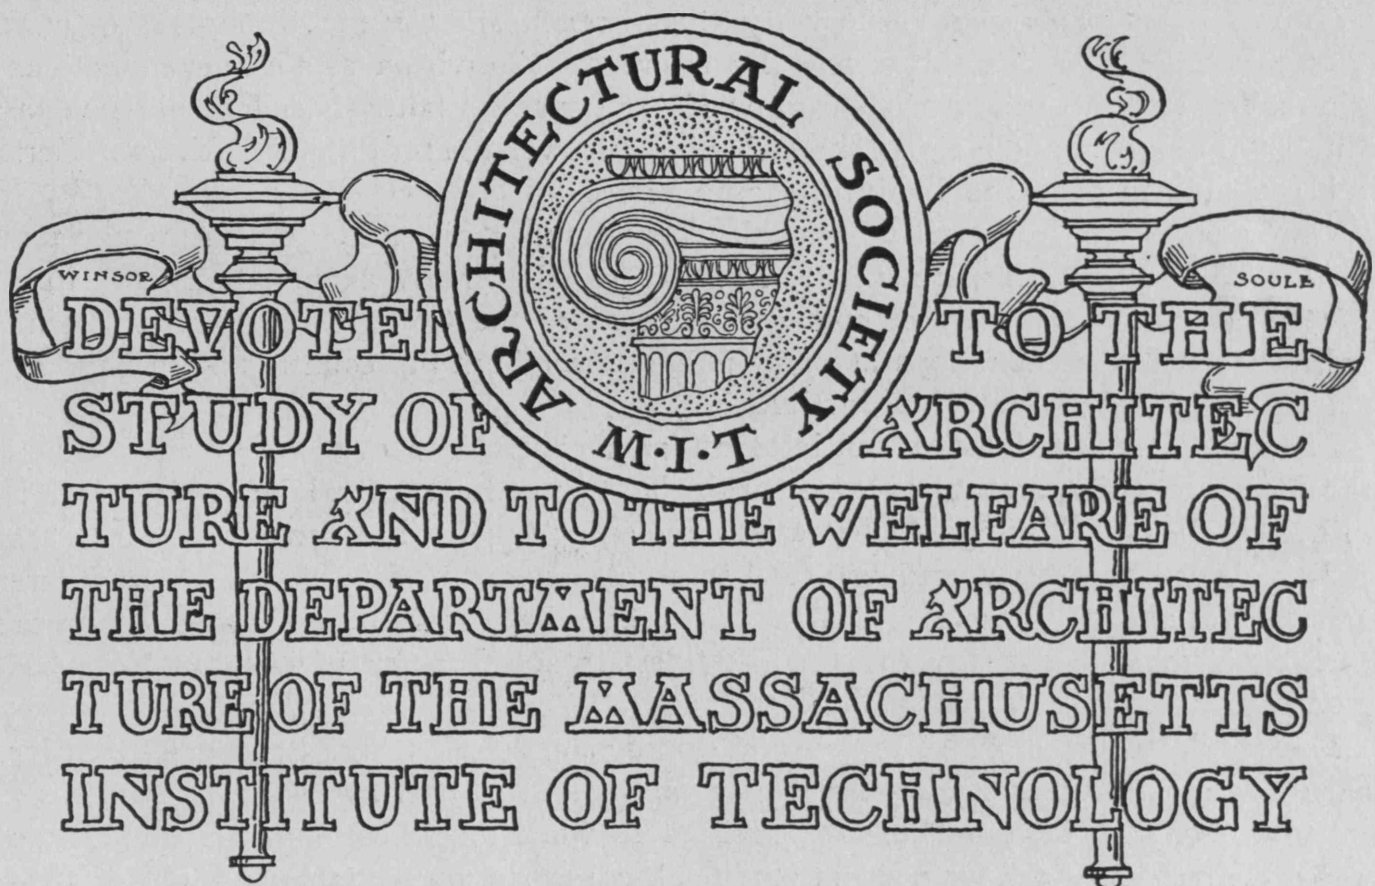 ARCHITECTURAL SOCIETY
M·I·T
WINSOR
SOULE
DEVOTED TO THE
STUDY OF ARCHITEC
TURE AND TO THE WELFARE OF
THE DEPARTMENT OF ARCHITEC
TURE OF THE MASSACHUSETTS
INSTITUTE OF TECHNOLOGY